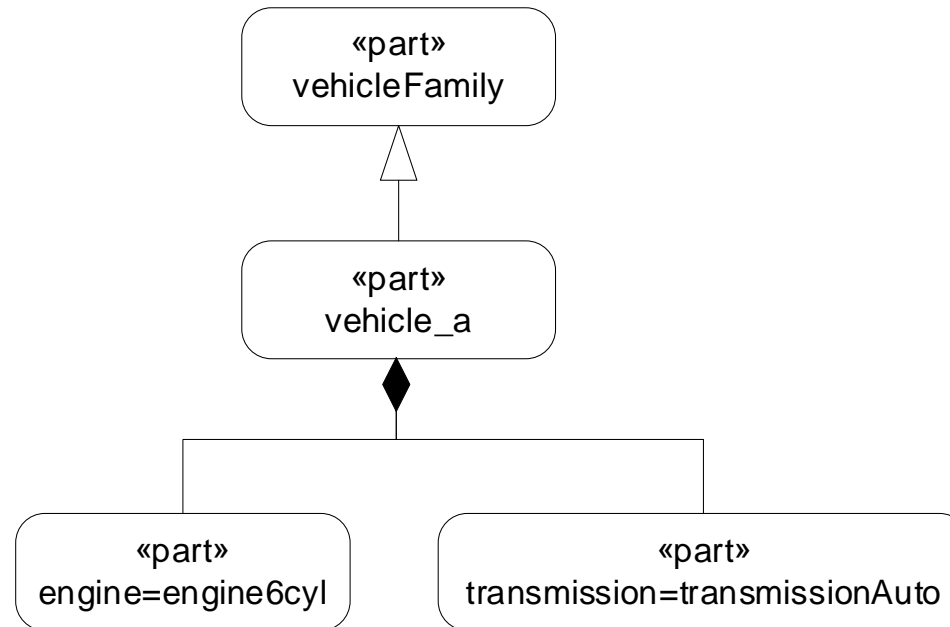 «part»
vehicleFamily
«part»
vehicle_a
«part»
engine=engine6cyl
«part»
transmission=transmissionAuto